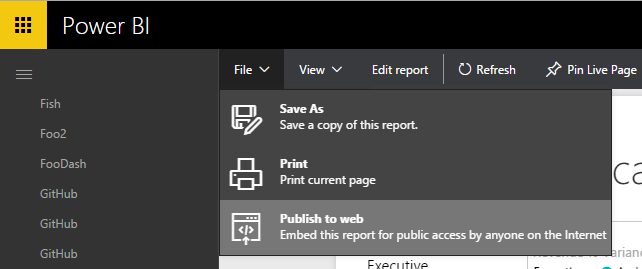 Power BI
File View Edit report Refresh Pin Live Page
Fish
Foo2
FooDash
GitHub
GitHub
GitHub
Save As
Save a copy of this report.
Print
Print current page
Publish to web
Embed this report for public access by anyone on the Internet
ca
Executive